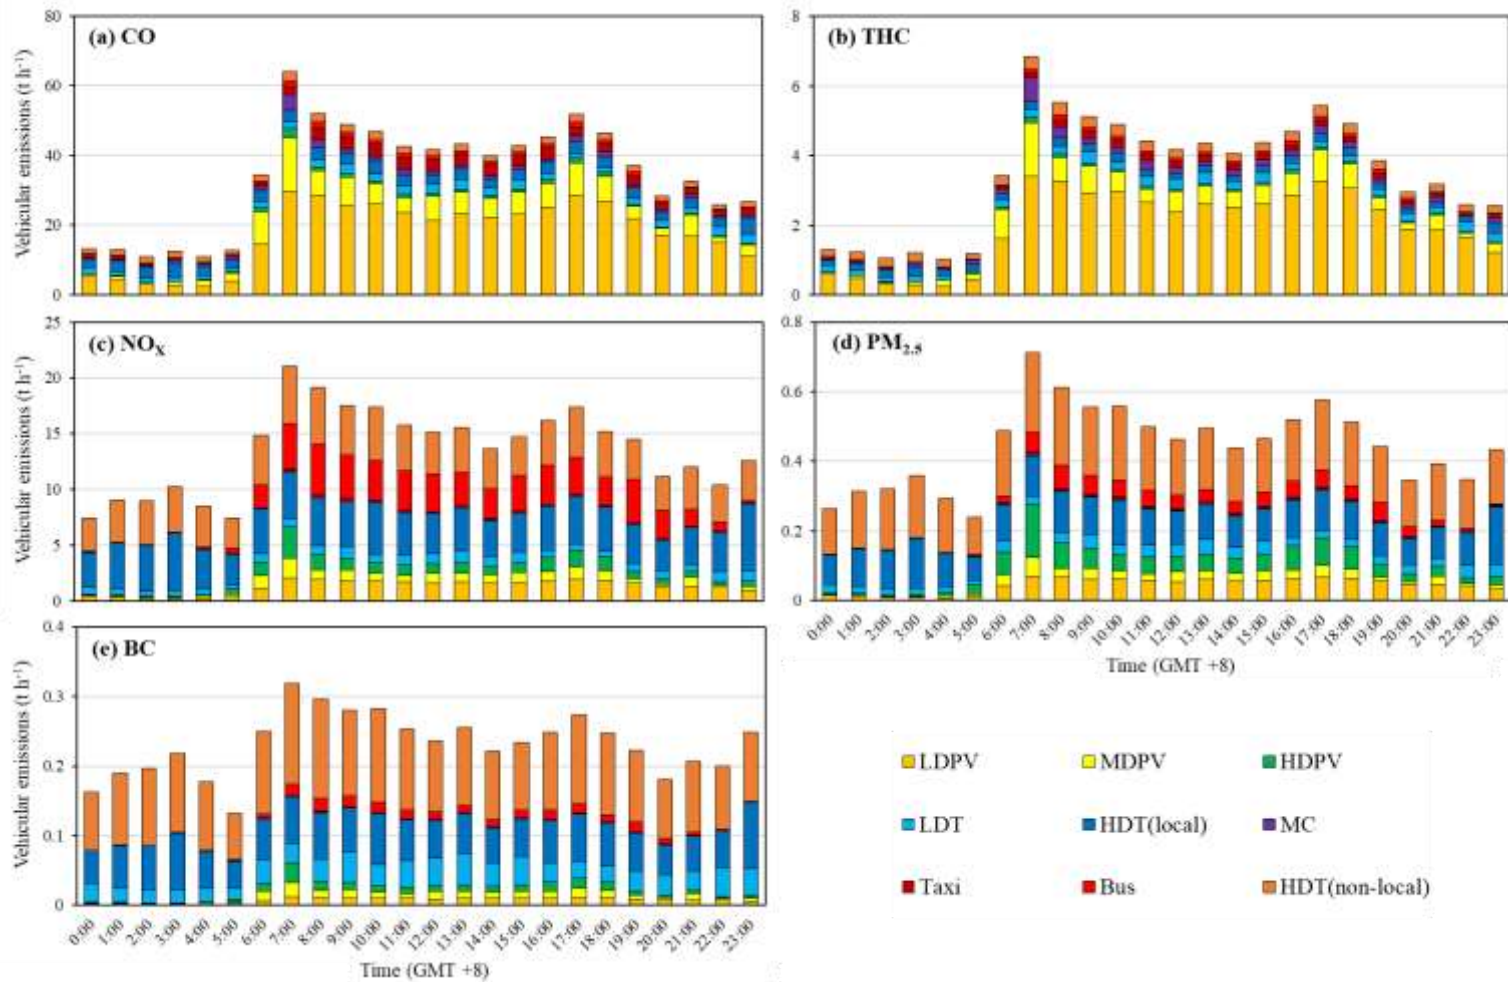 (a) CO
Vehicular emissions (t h⁻¹)
80
60
40
20
0
(b) THC
8
6
4
2
0
(c) NOₓ
Vehicular emissions (t h⁻¹)
25
20
15
10
5
0
(d) PM₂.₅
0.8
0.6
0.4
0.2
0
0:00 1:00 2:00 3:00 4:00 5:00 6:00 7:00 8:00 9:00 10:00 11:00 12:00 13:00 14:00 15:00 16:00 17:00 18:00 19:00 20:00 21:00 22:00 23:00
Time (GMT +8)
(e) BC
Vehicular emissions (t h⁻¹)
0.4
0.3
0.2
0.1
0
0:00 1:00 2:00 3:00 4:00 5:00 6:00 7:00 8:00 9:00 10:00 11:00 12:00 13:00 14:00 15:00 16:00 17:00 18:00 19:00 20:00 21:00 22:00 23:00
Time (GMT +8)
LDPV MDPV HDPV
LDT HDT(local) MC
Taxi Bus HDT(non-local)